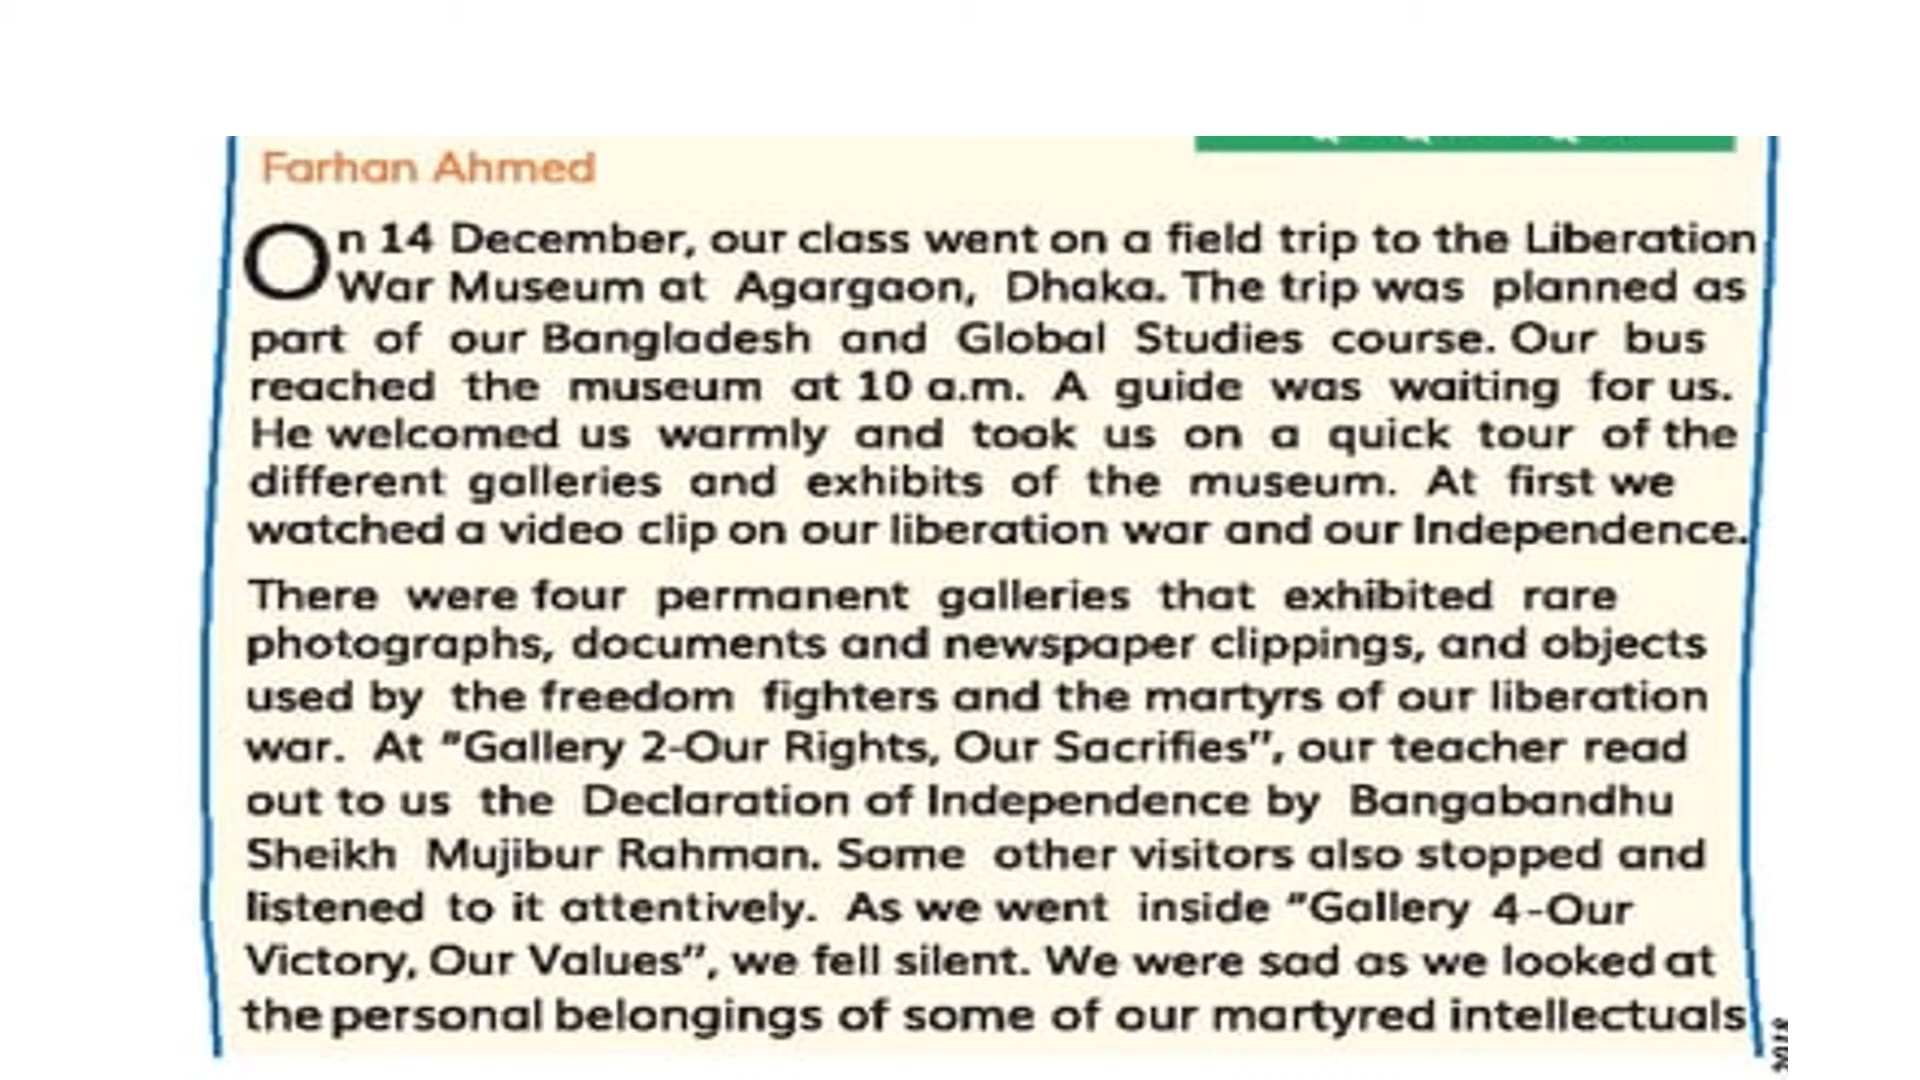 Farhan Ahmed
On 14 December, our class went on a field trip to the Liberation
War Museum at Agargaon, Dhaka. The trip was planned as
part of our Bangladesh and Global Studies course. Our bus
reached the museum at 10 a.m. A guide was waiting for us.
He welcomed us warmly and took us on a quick tour of the
different galleries and exhibits of the museum. At first we
watched a video clip on our liberation war and our Independence.
There were four permanent galleries that exhibited rare
photographs, documents and newspaper clippings, and objects
used by the freedom fighters and the martyrs of our liberation
war. At "Gallery 2-Our Rights, Our Sacrifies", our teacher read
out to us the Declaration of Independence by Bangabandhu
Sheikh Mujibur Rahman. Some other visitors also stopped and
listened to it attentively. As we went inside "Gallery 4-Our
Victory, Our Values", we fell silent. We were sad as we looked at
the personal belongings of some of our martyred intellectuals